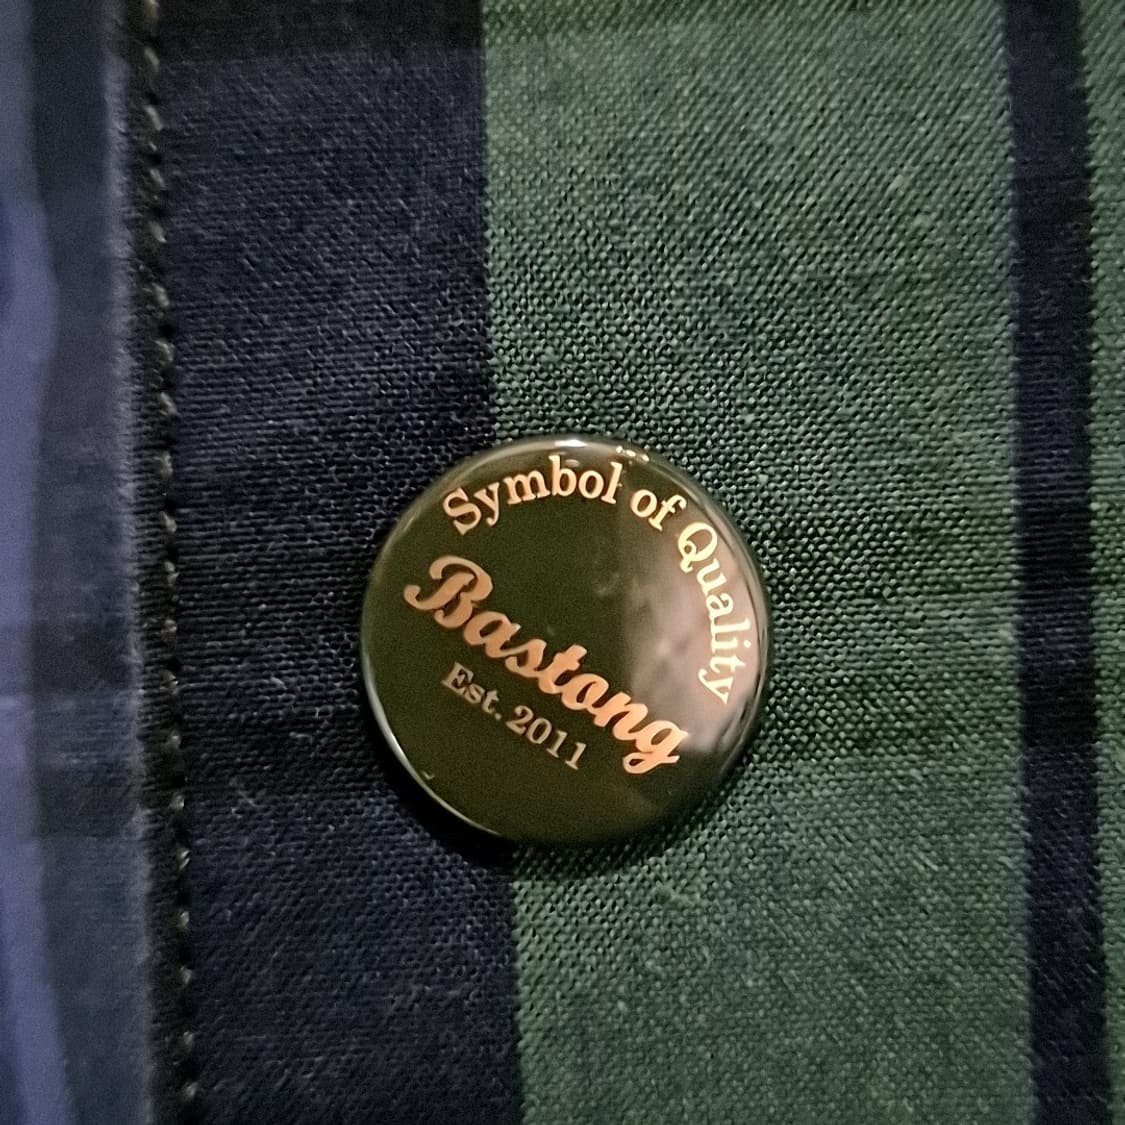 Symbol of Quality
Bastong
Est. 2011